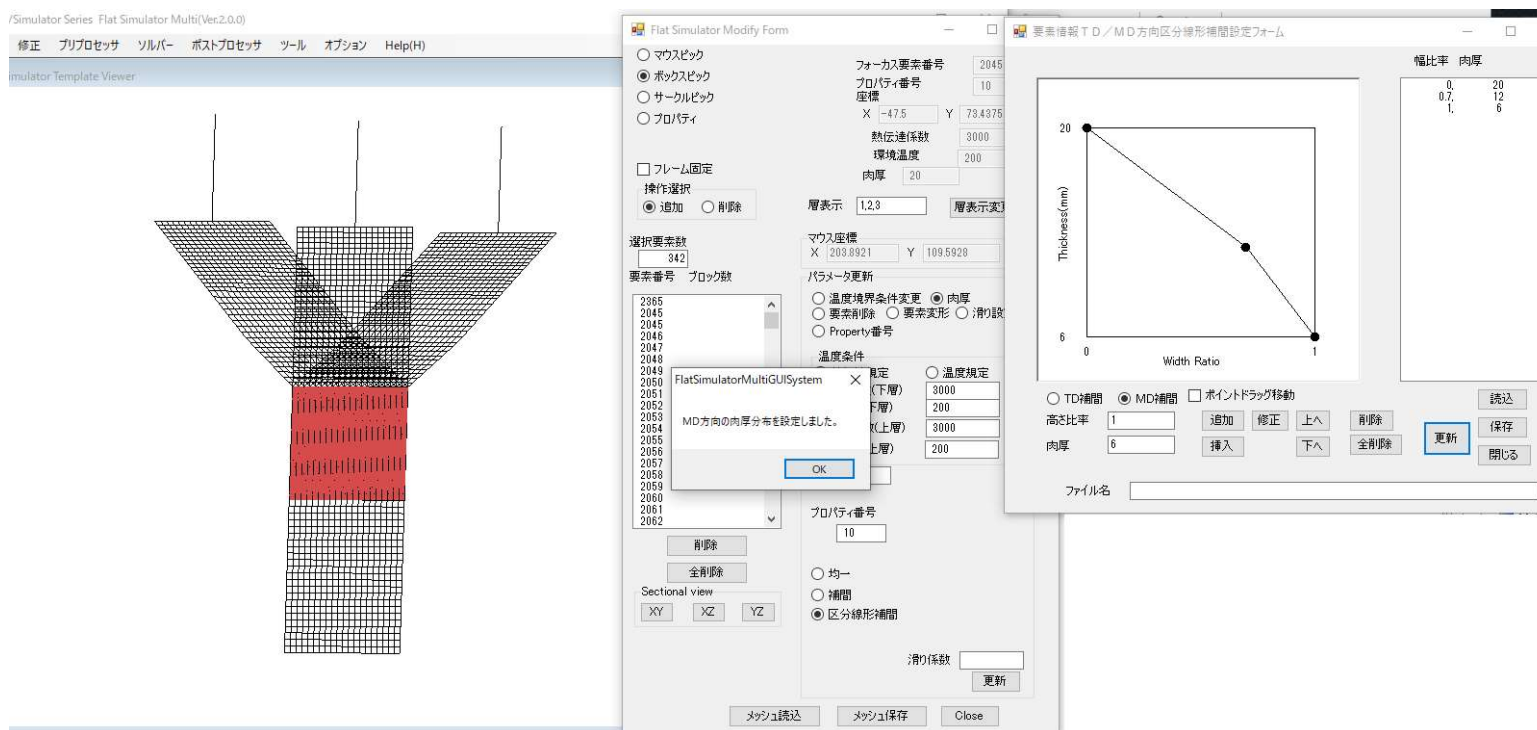 /Simulator Series Flat Simulator Multi(Ver.2.0.0)
修正 プリプロセッサ ソルバー ポストプロセッサ ツール オプション Help(H)
imulator Template Viewer
Flat Simulator Modify Form
マウスピック
ボックスピック
サークルピック
プロパティ
フォーカス要素番号 2045
プロパティ番号 10
座標
X -47.5 Y 73.4375
熱伝達係数 3000
環境温度 200
肉厚 20
フレーム固定
操作選択
追加 削除
層表示 1,2,3 層表示変更
選択要素数
342
要素番号 ブロック数
2365
2045
2045
2046
2047
2048
2049
2050
2051
2052
2053
2054
2055
2056
2057
2058
2059
2060
2061
2062
削除
全削除
Sectional view
XY XZ YZ
マウス座標
X 203.8921 Y 109.5928
パラメータ更新
温度境界条件変更 肉厚
要素削除 要素変形 滑り設
Property番号
温度条件
規定 温度規定
(下層) 3000
下層) 200
(上層) 3000
上層) 200
プロパティ番号
10
均一
補間
区分線形補間
滑り係数
更新
メッシュ読込 メッシュ保存 Close
FlatSimulatorMultiGUISystem
MD方向の肉厚分布を設定しました。
OK
要素情報TD/MD方向区分線形補間設定フォーム
幅比率 肉厚
0, 20
0.7, 12
1, 6
20
Thickness(mm)
6
0 1
Width Ratio
TD補間 MD補間 ポイントドラッグ移動
高さ比率 1 追加 修正 上へ 削除
肉厚 6 挿入 下へ 全削除
更新
読込
保存
閉じる
ファイル名